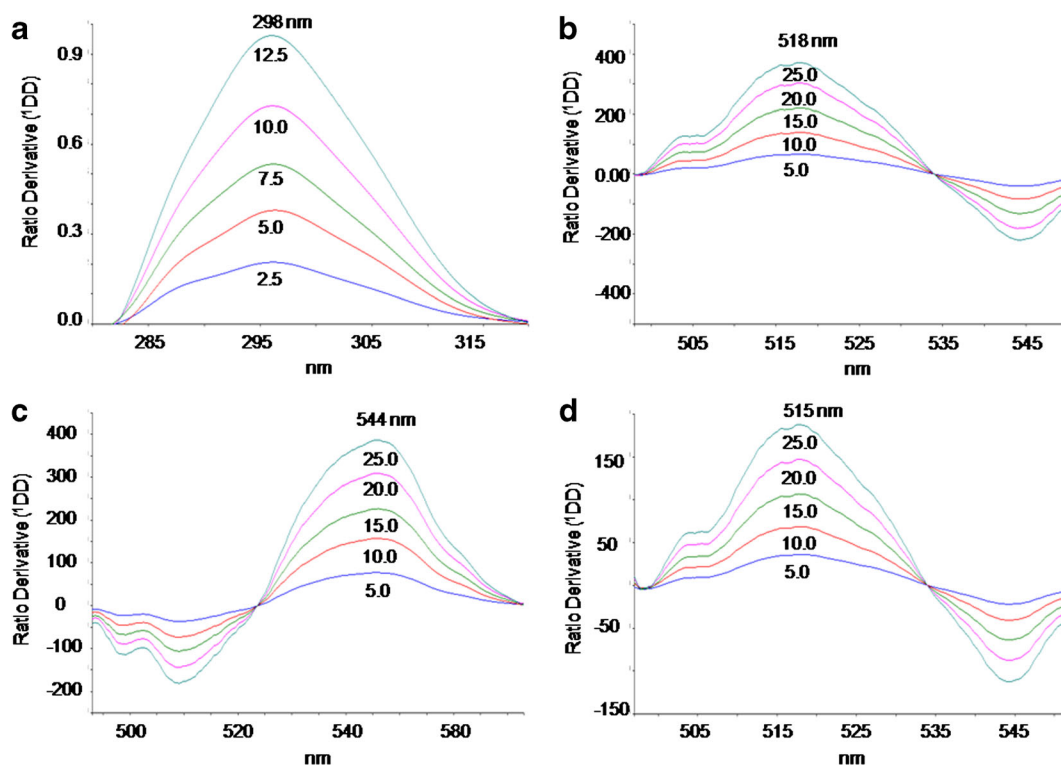 a
298 nm
12.5
10.0
7.5
5.0
2.5
0.9
0.6
0.3
0.0
Ratio Derivative (¹DD)
285 295 305 315
nm
b
518 nm
25.0
20.0
15.0
10.0
5.0
400
200
0.00
-200
-400
Ratio Derivative (¹DD)
505 515 525 535 545
nm
c
544 nm
25.0
20.0
15.0
10.0
5.0
400
300
200
100
0
-100
-200
Ratio Derivative (¹DD)
500 520 540 580
nm
d
515 nm
25.0
20.0
15.0
10.0
5.0
150
50
-50
-150
Ratio Derivative (¹DD)
505 515 525 535 545
nm